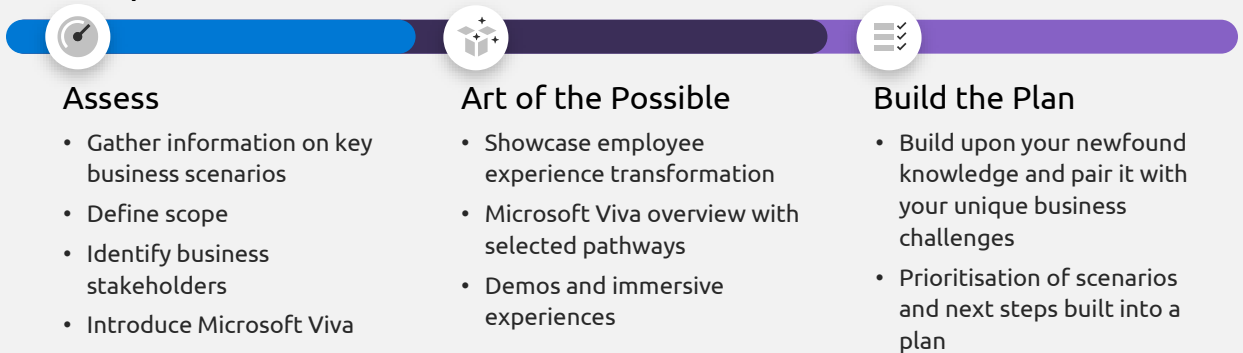 Assess
• Gather information on key
business scenarios
• Define scope
• Identify business
stakeholders
• Introduce Microsoft Viva
Art of the Possible
• Showcase employee
experience transformation
• Microsoft Viva overview with
selected pathways
• Demos and immersive
experiences
Build the Plan
• Build upon your newfound
knowledge and pair it with
your unique business
challenges
• Prioritisation of scenarios
and next steps built into a
plan